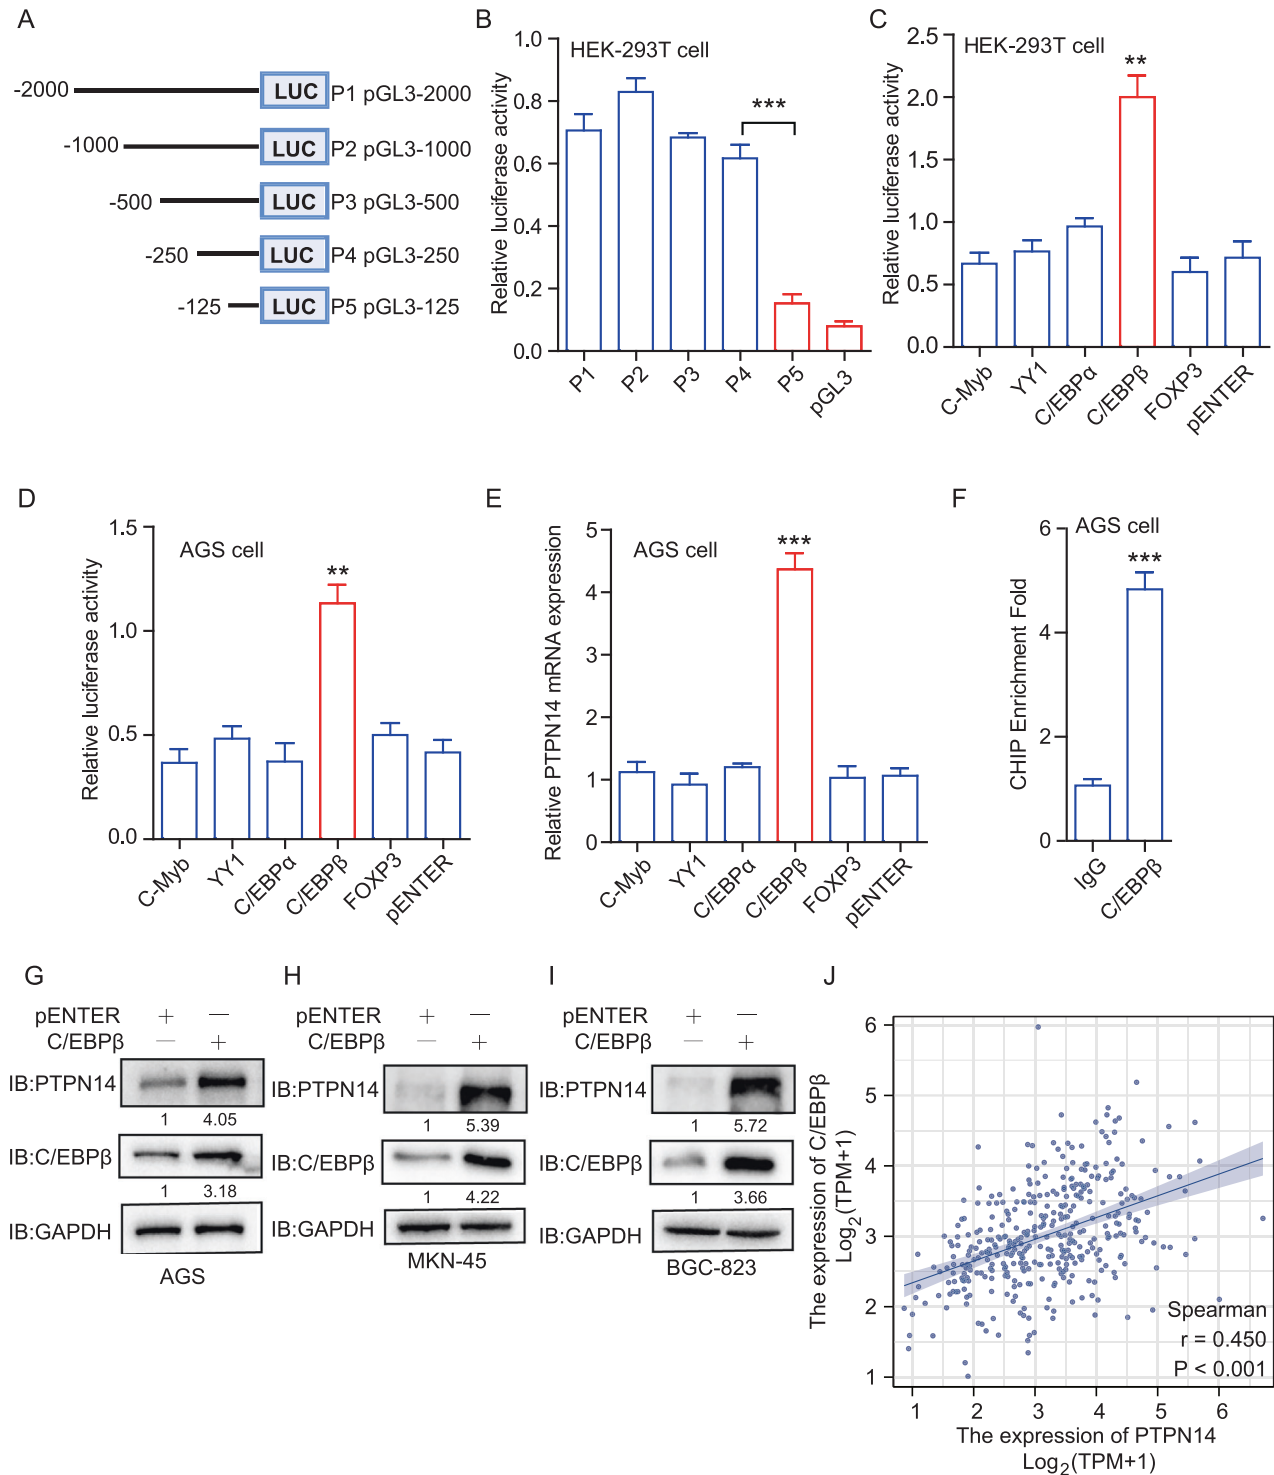 A
-2000 LUC P1 pGL3-2000
-1000 LUC P2 pGL3-1000
-500 LUC P3 pGL3-500
-250 LUC P4 pGL3-250
-125 LUC P5 pGL3-125
B
HEK-293T cell
Relative luciferase activity
1.0
0.8
0.6
0.4
0.2
0.0
***
P1 P2 P3 P4 P5 pGL3
C
HEK-293T cell
Relative luciferase activity
2.5
2.0
1.5
1.0
0.5
0.0
**
C-Myb YY1 C/EBPα C/EBPβ FOXP3 pENTER
D
AGS cell
Relative luciferase activity
1.5
1.0
0.5
0.0
**
C-Myb YY1 C/EBPα C/EBPβ FOXP3 pENTER
E
AGS cell
Relative PTPN14 mRNA expression
5
4
3
2
1
0
***
C-Myb YY1 C/EBPα C/EBPβ FOXP3 pENTER
F
AGS cell
CHIP Enrichment Fold
6
4
2
0
***
IgG C/EBPβ
G
pENTER + —
C/EBPβ — +
IB:PTPN14
1 4.05
IB:C/EBPβ
1 3.18
IB:GAPDH
AGS
H
pENTER + —
C/EBPβ — +
IB:PTPN14
1 5.39
IB:C/EBPβ
1 4.22
IB:GAPDH
MKN-45
I
pENTER + —
C/EBPβ — +
IB:PTPN14
1 5.72
IB:C/EBPβ
1 3.66
IB:GAPDH
BGC-823
J
The expression of C/EBPβ
Log2(TPM+1)
6
5
4
3
2
1
Spearman
r = 0.450
P < 0.001
1 2 3 4 5 6
The expression of PTPN14
Log2(TPM+1)